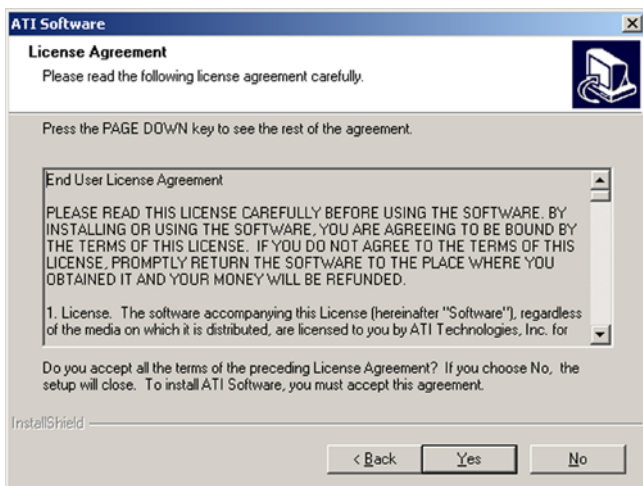 ATI Software
License Agreement
Please read the following license agreement carefully.
Press the PAGE DOWN key to see the rest of the agreement.
End User License Agreement
PLEASE READ THIS LICENSE CAREFULLY BEFORE USING THE SOFTWARE. BY
INSTALLING OR USING THE SOFTWARE, YOU ARE AGREEING TO BE BOUND BY
THE TERMS OF THIS LICENSE. IF YOU DO NOT AGREE TO THE TERMS OF THIS
LICENSE, PROMPTLY RETURN THE SOFTWARE TO THE PLACE WHERE YOU
OBTAINED IT AND YOUR MONEY WILL BE REFUNDED.
1. License. The software accompanying this License (hereinafter "Software"), regardless
of the media on which it is distributed, are licensed to you by ATI Technologies, Inc. for
Do you accept all the terms of the preceding License Agreement? If you choose No, the
setup will close. To install ATI Software, you must accept this agreement.
InstallShield
< Back Yes No